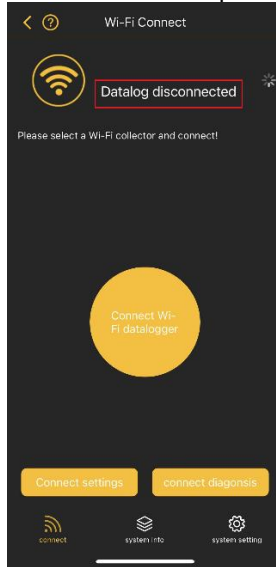 Wi-Fi Connect
Datalog disconnected
Please select a Wi-Fi collector and connect!
Connect Wi-
Fi datalogger
Connect settings
connect diagonsis
connect
system info
system setting